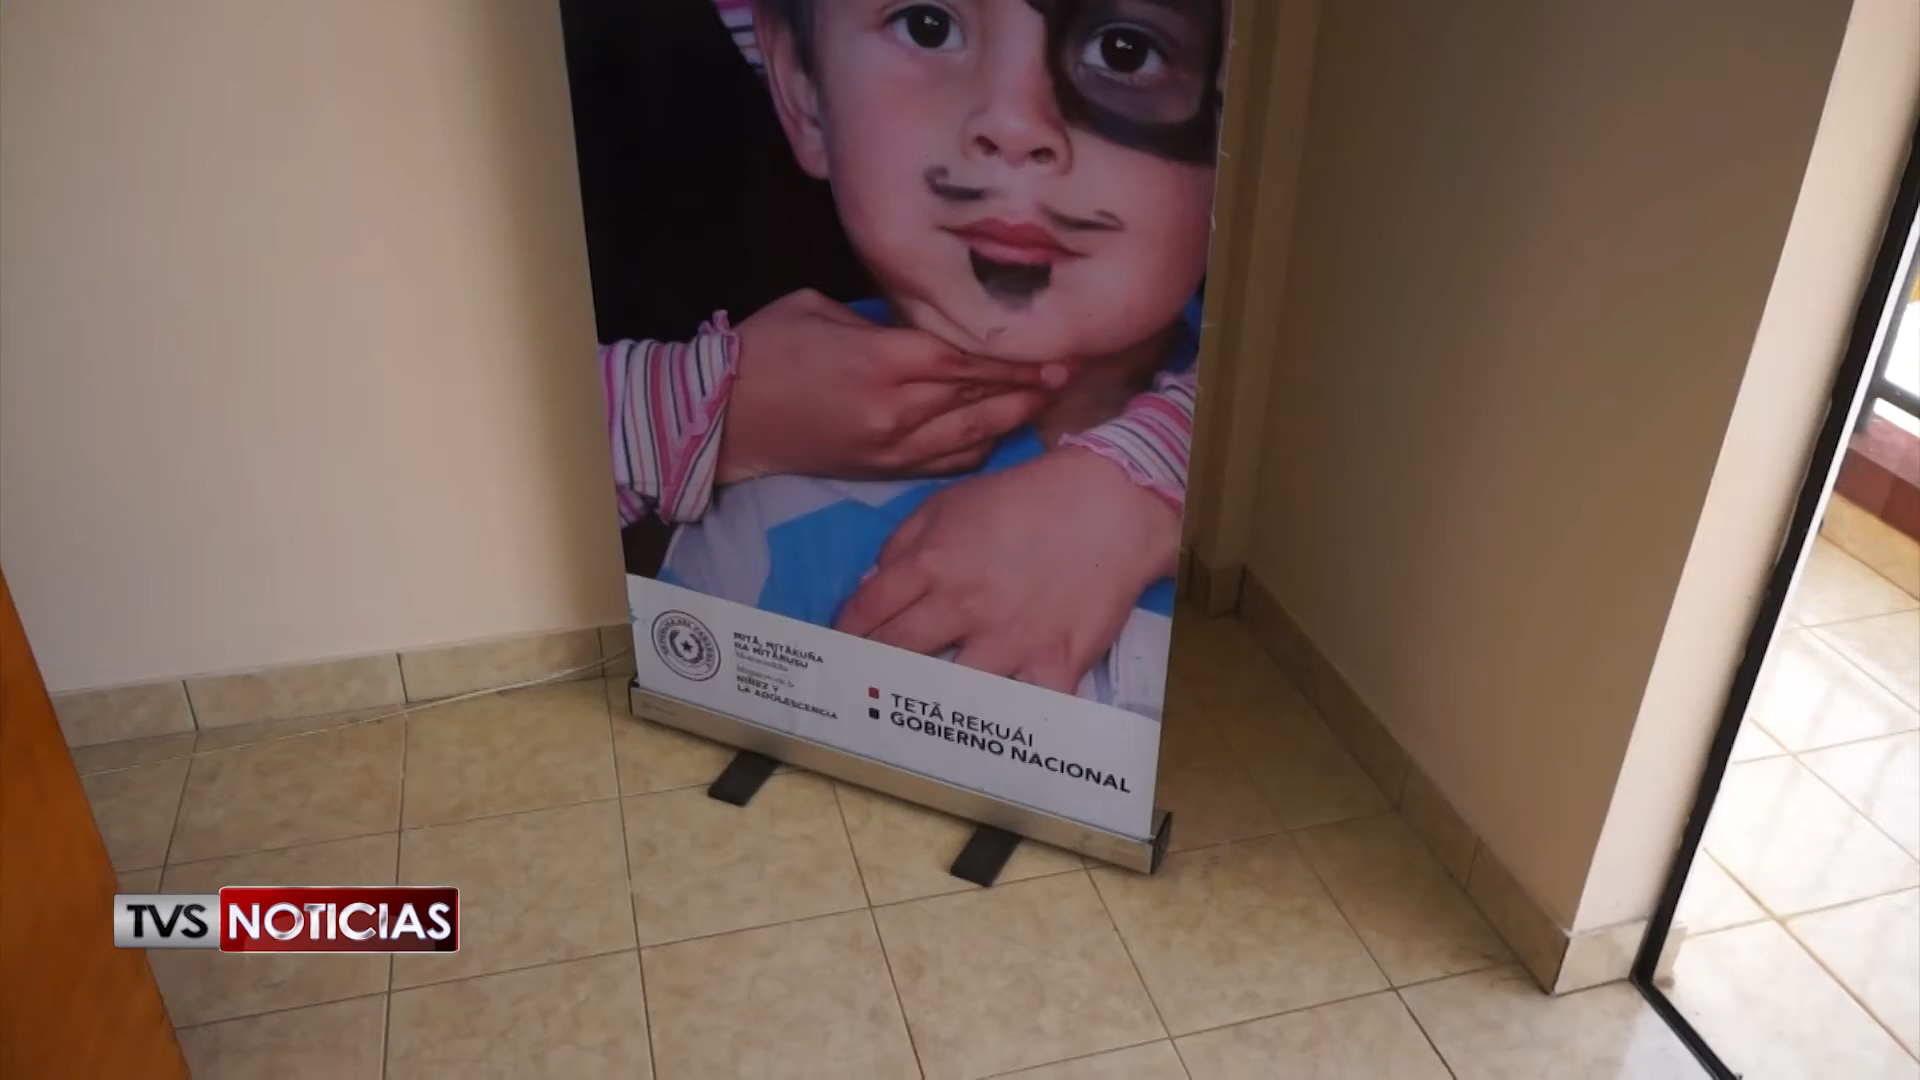 MITÃ, MITÃKUÑA
HA MITÃRUSU
NIÑEZ Y
LA ADOLESCENCIA
TETÃ REKUÁI
GOBIERNO NACIONAL
TVS NOTICIAS